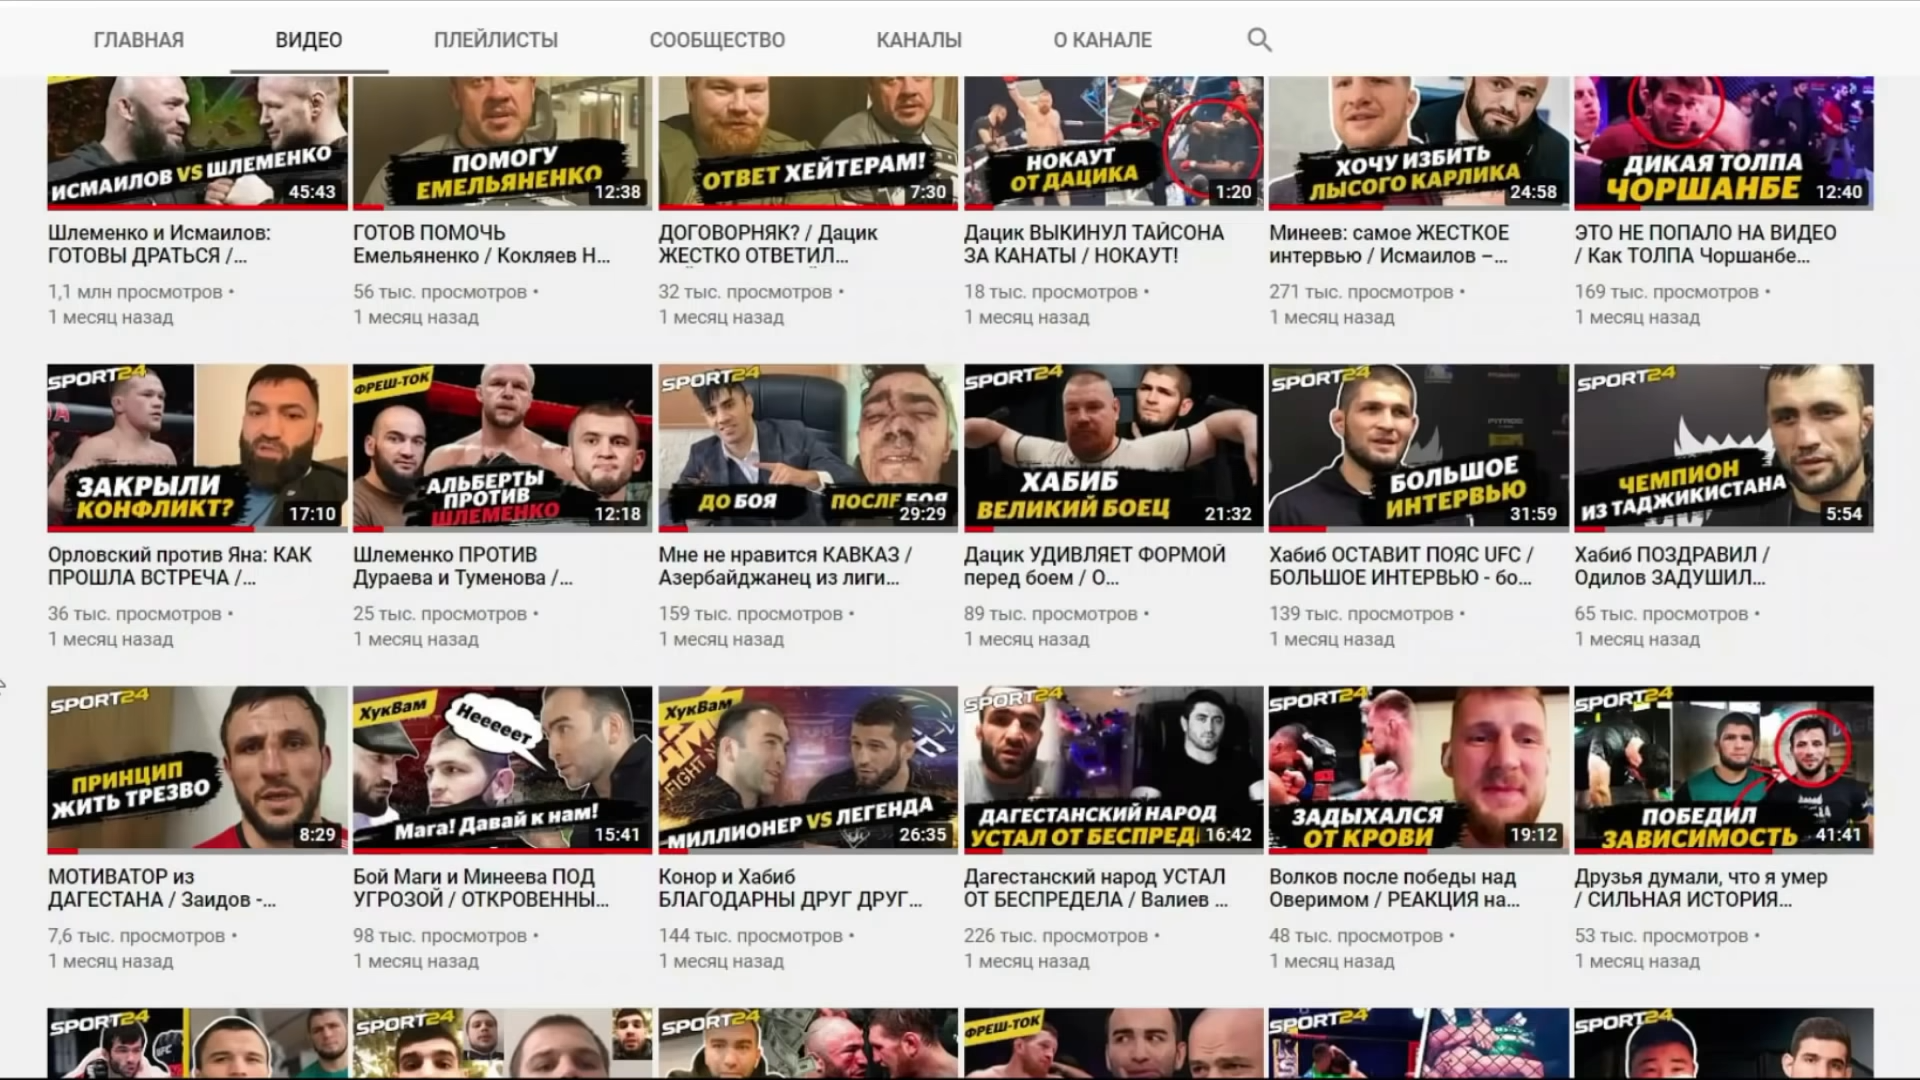 ГЛАВНАЯ ВИДЕО ПЛЕЙЛИСТЫ СООБЩЕСТВО КАНАЛЫ О КАНАЛЕ
ИСМАИЛОВ VS ШЛЕМЕНКО
45:43
Шлеменко и Исмаилов:
ГОТОВЫ ДРАТЬСЯ /...
1,1 млн просмотров •
1 месяц назад
ПОМОГУ
ЕМЕЛЬЯНЕНКО
12:38
ГОТОВ ПОМОЧЬ
Емельяненко / Кокляев Н...
56 тыс. просмотров •
1 месяц назад
ОТВЕТ ХЕЙТЕРАМ!
7:30
ДОГОВОРНЯК? / Дацик
ЖЕСТКО ОТВЕТИЛ...
32 тыс. просмотров •
1 месяц назад
НОКАУТ
ОТ ДАЦИКА
1:20
Дацик ВЫКИНУЛ ТАЙСОНА
ЗА КАНАТЫ / НОКАУТ!
18 тыс. просмотров •
1 месяц назад
ХОЧУ ИЗБИТЬ
ЛЫСОГО КАРЛИКА
24:58
Минеев: самое ЖЕСТКОЕ
интервью / Исмаилов –...
271 тыс. просмотров •
1 месяц назад
ДИКАЯ ТОЛПА
ЧОРШАНБЕ
12:40
ЭТО НЕ ПОПАЛО НА ВИДЕО
/ Как ТОЛПА Чоршанбе...
169 тыс. просмотров •
1 месяц назад
SPORT24
ЗАКРЫЛИ
КОНФЛИКТ?
17:10
Орловский против Яна: КАК
ПРОШЛА ВСТРЕЧА /...
36 тыс. просмотров •
1 месяц назад
ФРЕШ-ТОК
АЛЬБЕРТЫ
ПРОТИВ
ШЛЕМЕНКО
12:18
Шлеменко ПРОТИВ
Дураева и Туменова /...
25 тыс. просмотров •
1 месяц назад
SPORT24
ДО БОЯ
ПОСЛЕ БОЯ
29:29
Мне не нравится КАВКАЗ /
Азербайджанец из лиги...
159 тыс. просмотров •
1 месяц назад
SPORT24
ХАБИБ
ВЕЛИКИЙ БОЕЦ
21:32
Дацик УДИВЛЯЕТ ФОРМОЙ
перед боем / О...
89 тыс. просмотров •
1 месяц назад
SPORT24
БОЛЬШОЕ
ИНТЕРВЬЮ
31:59
Хабиб ОСТАВИТ ПОЯС UFC /
БОЛЬШОЕ ИНТЕРВЬЮ - бо...
139 тыс. просмотров •
1 месяц назад
SPORT24
ЧЕМПИОН
ИЗ ТАДЖИКИСТАНА
5:54
Хабиб ПОЗДРАВИЛ /
Одилов ЗАДУШИЛ...
65 тыс. просмотров •
1 месяц назад
SPORT24
ПРИНЦИП
ЖИТЬ ТРЕЗВО
8:29
МОТИВАТОР из
ДАГЕСТАНА / Заидов -...
7,6 тыс. просмотров •
1 месяц назад
ХукВам
Нееееет
Мага! Давай к нам!
15:41
Бой Маги и Минеева ПОД
УГРОЗОЙ / ОТКРОВЕННЫ...
98 тыс. просмотров •
1 месяц назад
ХукВам
FIGHT
МИЛЛИОНЕР VS ЛЕГЕНДА
26:35
Конор и Хабиб
БЛАГОДАРНЫ ДРУГ ДРУГ...
144 тыс. просмотров •
1 месяц назад
SPORT24
ДАГЕСТАНСКИЙ НАРОД
УСТАЛ ОТ БЕСПРЕД
16:42
Дагестанский народ УСТАЛ
ОТ БЕСПРЕДЕЛА / Валиев ...
226 тыс. просмотров •
1 месяц назад
SPORT24
ЗАДЫХАЛСЯ
ОТ КРОВИ
19:12
Волков после победы над
Оверимом / РЕАКЦИЯ на...
48 тыс. просмотров •
1 месяц назад
SPORT24
ПОБЕДИЛ
ЗАВИСИМОСТЬ
41:41
Друзья думали, что я умер
/ СИЛЬНАЯ ИСТОРИЯ...
53 тыс. просмотров •
1 месяц назад
SPORT24
SPORT24
SPORT24
ФРЕШ-ТОК
SPORT24
SPORT24